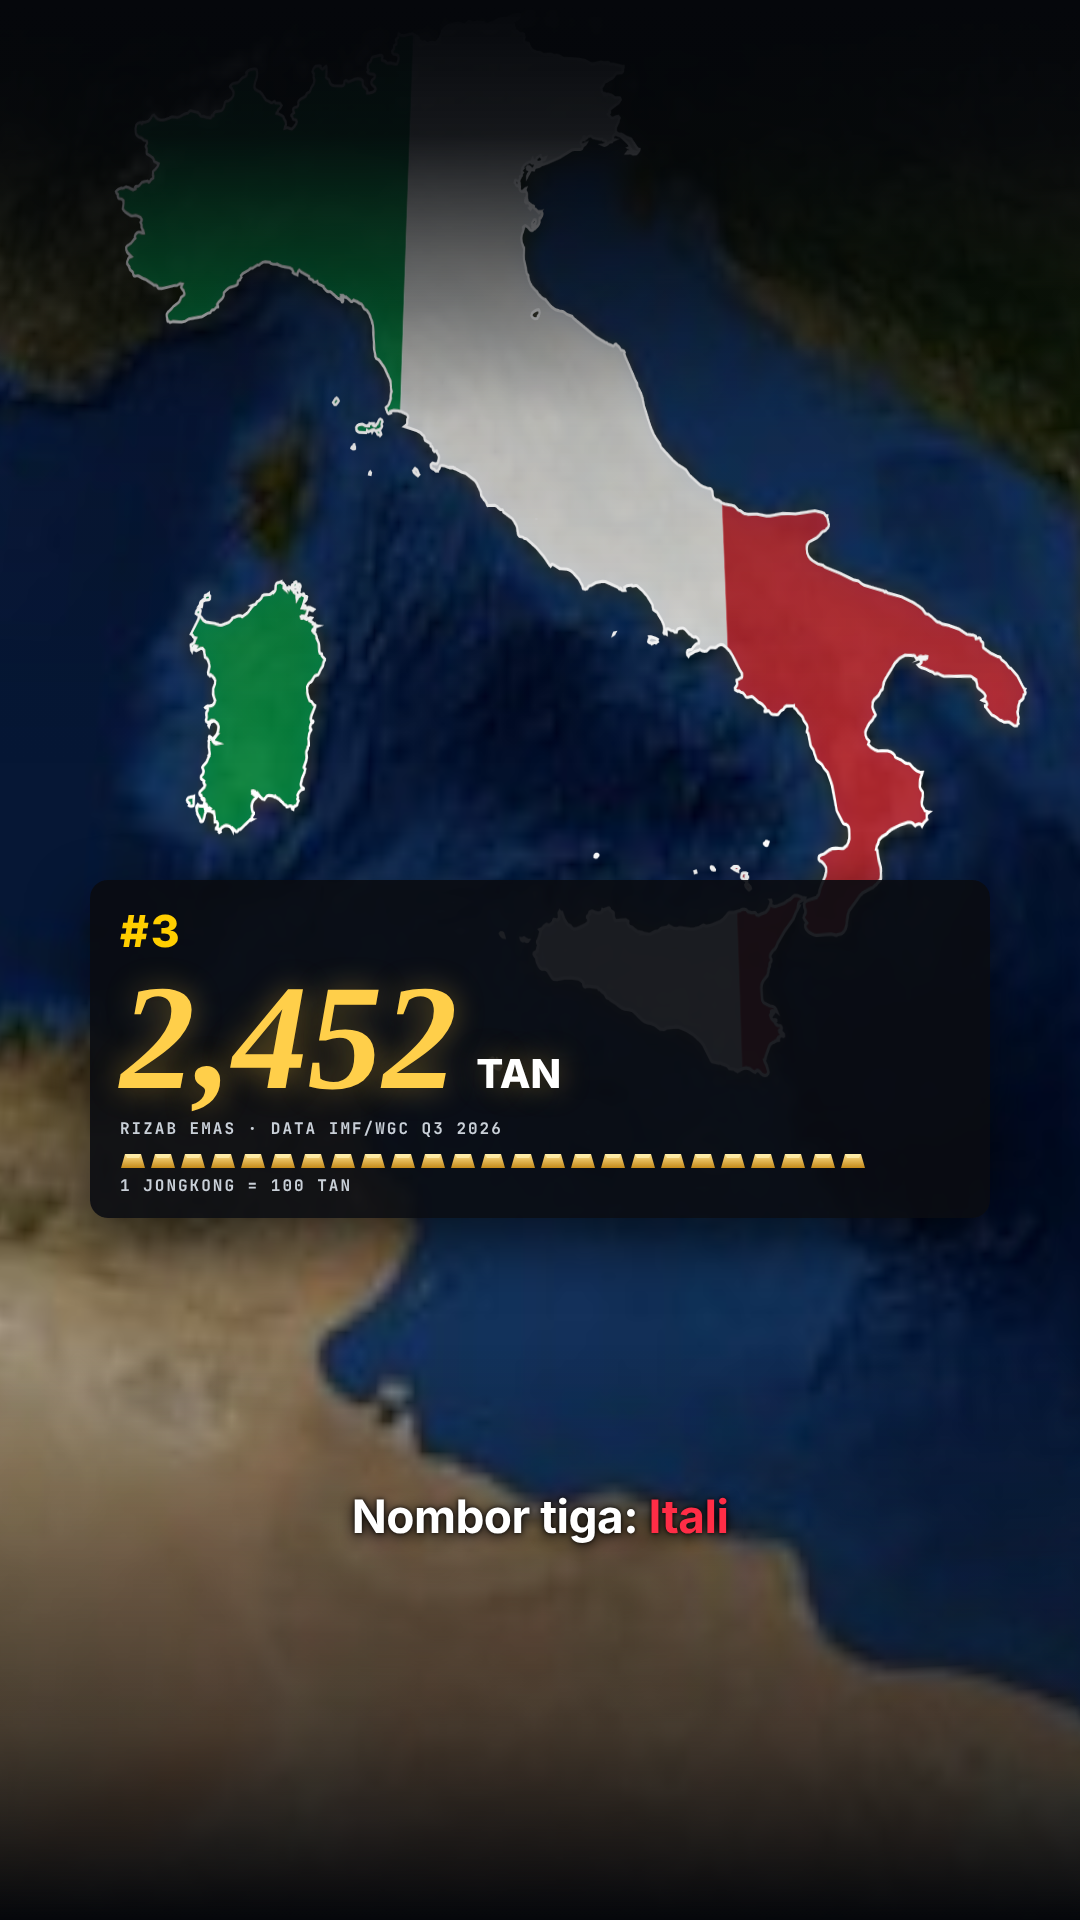 #3
2,452 TAN
RIZAB EMAS · DATA IMF/WGC Q3 2026
1 JONGKONG = 100 TAN
Nombor tiga: Itali